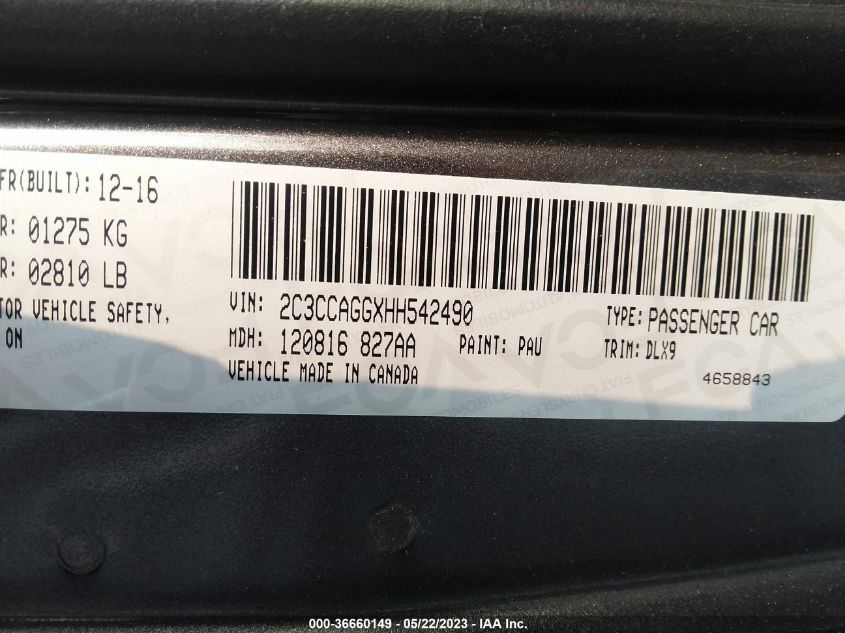 FR(BUILT): 12-16
R: 01275 KG
R: 02810 LB
TOR VEHICLE SAFETY,
ON
VIN: 2C3CCAGGXHH542490
TYPE: PASSENGER CAR
MDH: 120816 827AA
PAINT: PAU
TRIM: DLX9
VEHICLE MADE IN CANADA
4658843
000-36660149 — 05/22/2023 — IAA Inc.